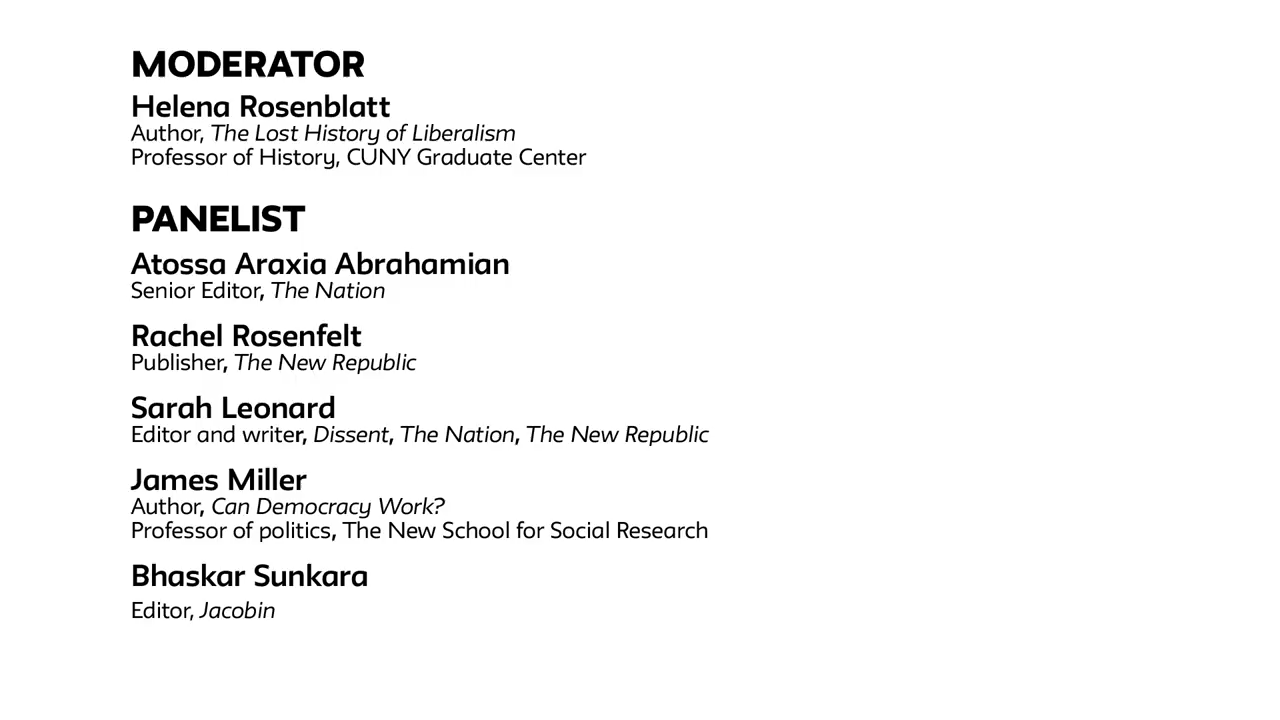 MODERATOR
Helena Rosenblatt
Author, The Lost History of Liberalism
Professor of History, CUNY Graduate Center
PANELIST
Atossa Araxia Abrahamian
Senior Editor, The Nation
Rachel Rosenfelt
Publisher, The New Republic
Sarah Leonard
Editor and writer, Dissent, The Nation, The New Republic
James Miller
Author, Can Democracy Work?
Professor of politics, The New School for Social Research
Bhaskar Sunkara
Editor, Jacobin